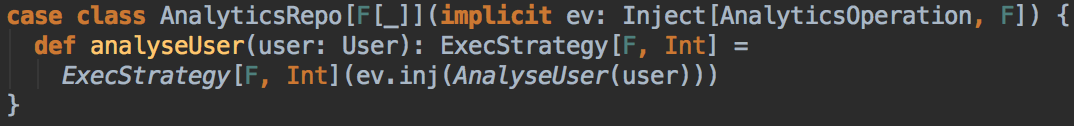 case class AnalyticsRepo[F[_]](implicit ev: Inject[AnalyticsOperation, F]) {
  def analyseUser(user: User): ExecStrategy[F, Int] =
    ExecStrategy[F, Int](ev.inj(AnalyseUser(user)))
}